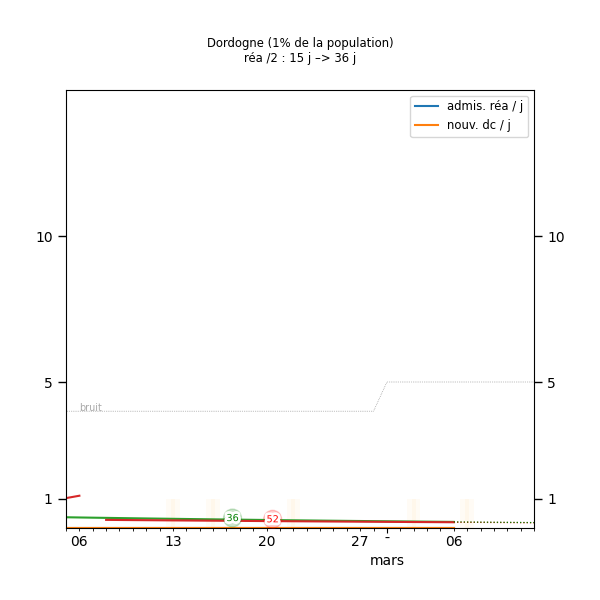 Dordogne (1% de la population)
réa /2 : 15 j –> 36 j
admis. réa / j
nouv. dc / j
10
10
5
5
bruit
1
1
36
52
06
13
20
27
-
06
mars